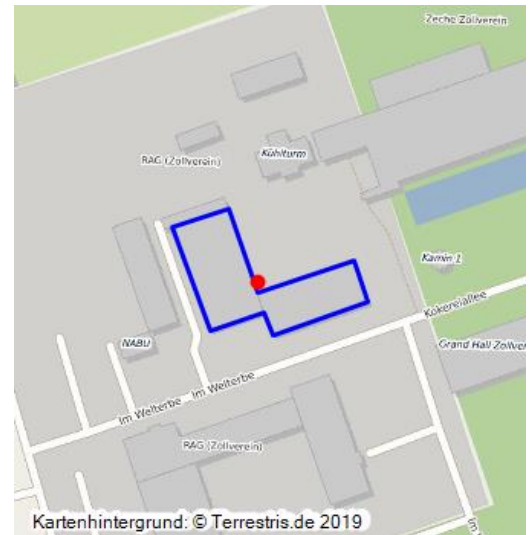 Zeche Zollverein
RAG (Zollverein)
Kühlturm
Kamin 1
Kokereiallee
NABU
Grand Hall Zollver
Im Welterbe
Im Welterbe
RAG (Zollverein)
Im
Kartenhintergrund: © Terrestris.de 2019